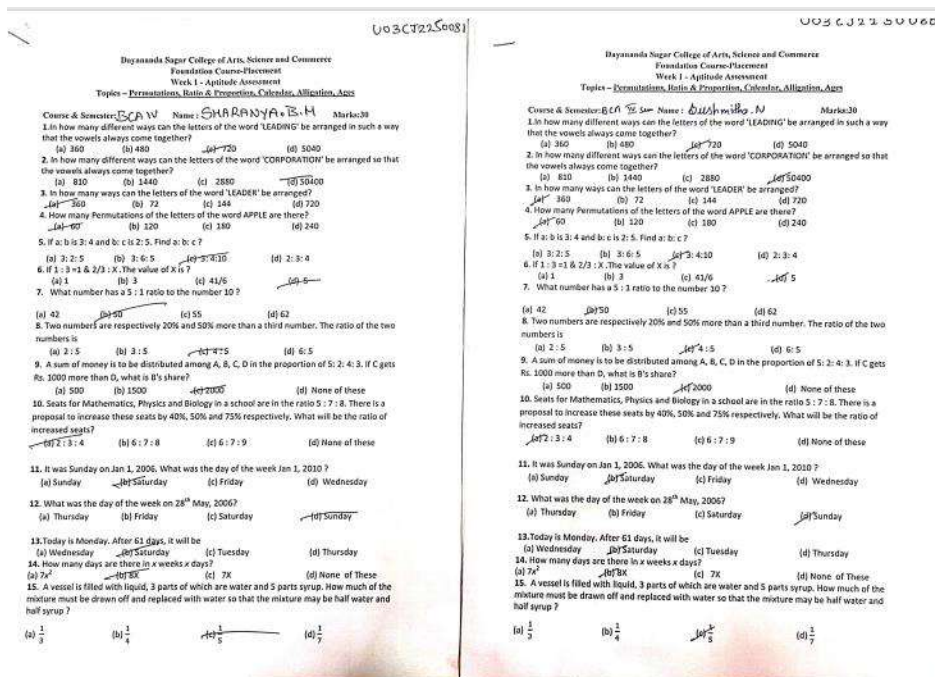 U03CJ2250081
Dayananda Sagar College of Arts, Science and Commerce
Foundation Course-Placement
Week 1 - Aptitude Assessment
Topics – Permutations, Ratio & Proportion, Calendar, Alligation, Ages
Course & Semester: BCA IV Name: SHARANYA.B.M Marks:30
1.In how many different ways can the letters of the word 'LEADING' be arranged in such a way
that the vowels always come together?
(a) 360 (b) 480 (c) 720 (d) 5040
2. In how many different ways can the letters of the word 'CORPORATION' be arranged so that
the vowels always come together?
(a) 810 (b) 1440 (c) 2880 (d) 50400
3. In how many ways can the letters of the word 'LEADER' be arranged?
(a) 360 (b) 72 (c) 144 (d) 720
4. How many Permutations of the letters of the word APPLE are there?
(a) 60 (b) 120 (c) 180 (d) 240
5. If a: b is 3: 4 and b: c is 2: 5. Find a: b: c ?
(a) 3: 2: 5 (b) 3: 6: 5 (c) 3: 4:10 (d) 2: 3: 4
6. If 1 : 3 =1 & 2/3 : X .The value of X is ?
(a) 1 (b) 3 (c) 41/6 (d) 5
7. What number has a 5 : 1 ratio to the number 10 ?
(a) 42 (b) 50 (c) 55 (d) 62
8. Two numbers are respectively 20% and 50% more than a third number. The ratio of the two
numbers is
(a) 2 : 5 (b) 3 : 5 (c) 4 : 5 (d) 6: 5
9. A sum of money is to be distributed among A, B, C, D in the proportion of 5: 2: 4: 3. If C gets
Rs. 1000 more than D, what is B's share?
(a) 500 (b) 1500 (c) 2000 (d) None of these
10. Seats for Mathematics, Physics and Biology in a school are in the ratio 5 : 7 : 8. There is a
proposal to increase these seats by 40%, 50% and 75% respectively. What will be the ratio of
increased seats?
(a) 2 : 3 : 4 (b) 6 : 7 : 8 (c) 6 : 7 : 9 (d) None of these
11. It was Sunday on Jan 1, 2006. What was the day of the week Jan 1, 2010 ?
(a) Sunday (b) Saturday (c) Friday (d) Wednesday
12. What was the day of the week on 28th May, 2006?
(a) Thursday (b) Friday (c) Saturday (d) Sunday
13.Today is Monday. After 61 days, it will be
(a) Wednesday (b) Saturday (c) Tuesday (d) Thursday
14. How many days are there in x weeks x days?
(a) 7x² (b) 8X (c) 7X (d) None of These
15. A vessel is filled with liquid, 3 parts of which are water and 5 parts syrup. How much of the
mixture must be drawn off and replaced with water so that the mixture may be half water and
half syrup ?
(a) 1/3 (b) 1/4 (c) 1/5 (d) 1/7
Dayananda Sagar College of Arts, Science and Commerce
Foundation Course-Placement
Week 1 - Aptitude Assessment
Topics – Permutations, Ratio & Proportion, Calendar, Alligation, Ages
Course & Semester: BCA IV Sem Name: Sushmitha.N Marks:30
1.In how many different ways can the letters of the word 'LEADING' be arranged in such a way
that the vowels always come together?
(a) 360 (b) 480 (c) 720 (d) 5040
2. In how many different ways can the letters of the word 'CORPORATION' be arranged so that
the vowels always come together?
(a) 810 (b) 1440 (c) 2880 (d) 50400
3. In how many ways can the letters of the word 'LEADER' be arranged?
(a) 360 (b) 72 (c) 144 (d) 720
4. How many Permutations of the letters of the word APPLE are there?
(a) 60 (b) 120 (c) 180 (d) 240
5. If a: b is 3: 4 and b: c is 2: 5. Find a: b: c ?
(a) 3: 2: 5 (b) 3: 6: 5 (c) 3: 4:10 (d) 2: 3: 4
6. If 1 : 3 =1 & 2/3 : X .The value of X is ?
(a) 1 (b) 3 (c) 41/6 (d) 5
7. What number has a 5 : 1 ratio to the number 10 ?
(a) 42 (b) 50 (c) 55 (d) 62
8. Two numbers are respectively 20% and 50% more than a third number. The ratio of the two
numbers is
(a) 2 : 5 (b) 3 : 5 (c) 4 : 5 (d) 6: 5
9. A sum of money is to be distributed among A, B, C, D in the proportion of 5: 2: 4: 3. If C gets
Rs. 1000 more than D, what is B's share?
(a) 500 (b) 1500 (c) 2000 (d) None of these
10. Seats for Mathematics, Physics and Biology in a school are in the ratio 5 : 7 : 8. There is a
proposal to increase these seats by 40%, 50% and 75% respectively. What will be the ratio of
increased seats?
(a) 2 : 3 : 4 (b) 6 : 7 : 8 (c) 6 : 7 : 9 (d) None of these
11. It was Sunday on Jan 1, 2006. What was the day of the week Jan 1, 2010 ?
(a) Sunday (b) Saturday (c) Friday (d) Wednesday
12. What was the day of the week on 28th May, 2006?
(a) Thursday (b) Friday (c) Saturday (d) Sunday
13.Today is Monday. After 61 days, it will be
(a) Wednesday (b) Saturday (c) Tuesday (d) Thursday
14. How many days are there in x weeks x days?
(a) 7x² (b) 8X (c) 7X (d) None of These
15. A vessel is filled with liquid, 3 parts of which are water and 5 parts syrup. How much of the
mixture must be drawn off and replaced with water so that the mixture may be half water and
half syrup ?
(a) 1/3 (b) 1/4 (c) 1/5 (d) 1/7